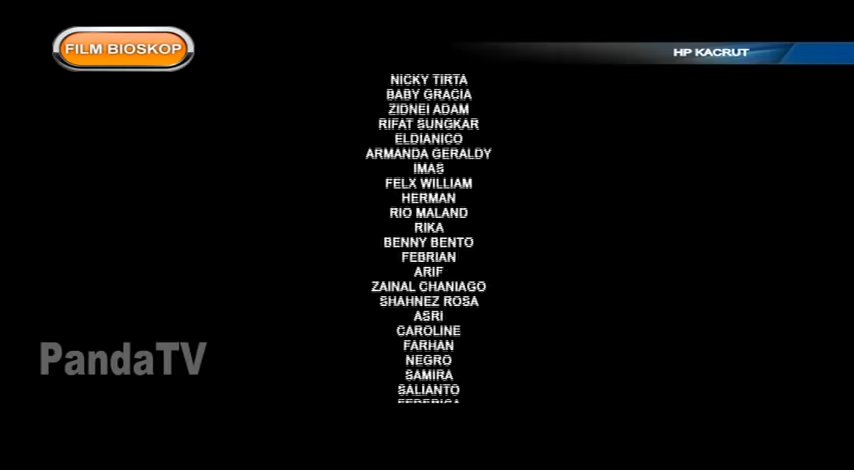 FILM BIOSKOP
HP KACRUT
NICKY TIRTA
BABY GRACIA
ZIDNEI ADAM
RIFAT SUNGKAR
ELDIANICO
ARMANDA GERALDY
IMAS
FELX WILLIAM
HERMAN
RIO MALAND
RIKA
BENNY BENTO
FEBRIAN
ARIF
ZAINAL CHANIAGO
SHAHNEZ ROSA
ASRI
CAROLINE
FARHAN
NEGRO
SAMIRA
SALIANTO
PandaTV